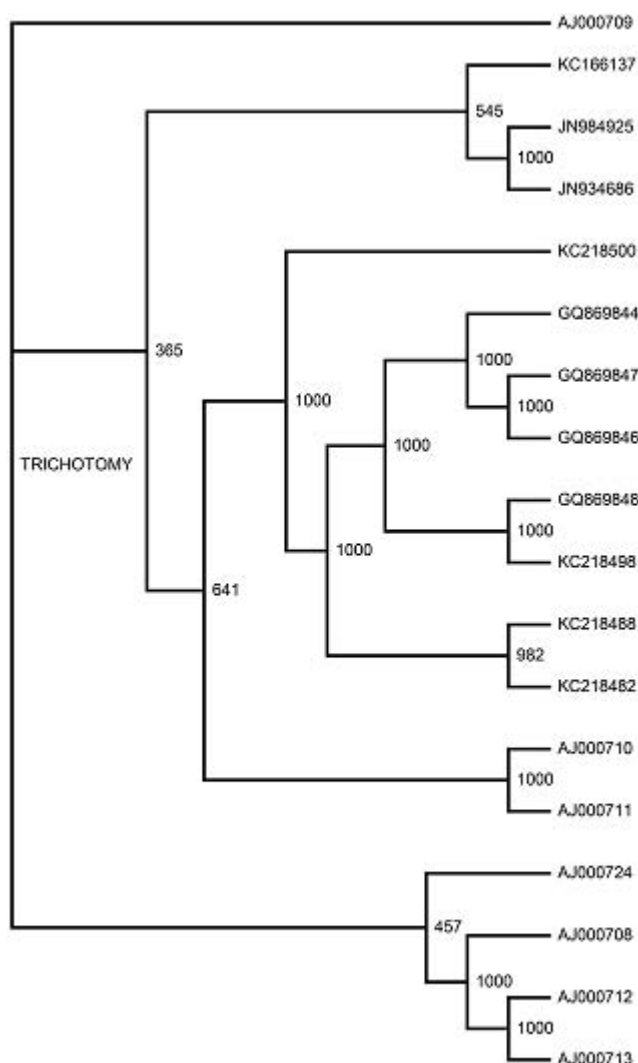 AJ000709
KC166137
545
JN984925
1000
JN934686
KC218500
GQ869844
365
1000
GQ869847
1000
1000
GQ869846
1000
TRICHOTOMY
GQ869848
1000
1000
KC218498
641
KC218488
982
KC218482
AJ000710
1000
AJ000711
AJ000724
457
AJ000708
1000
AJ000712
1000
AJ000713